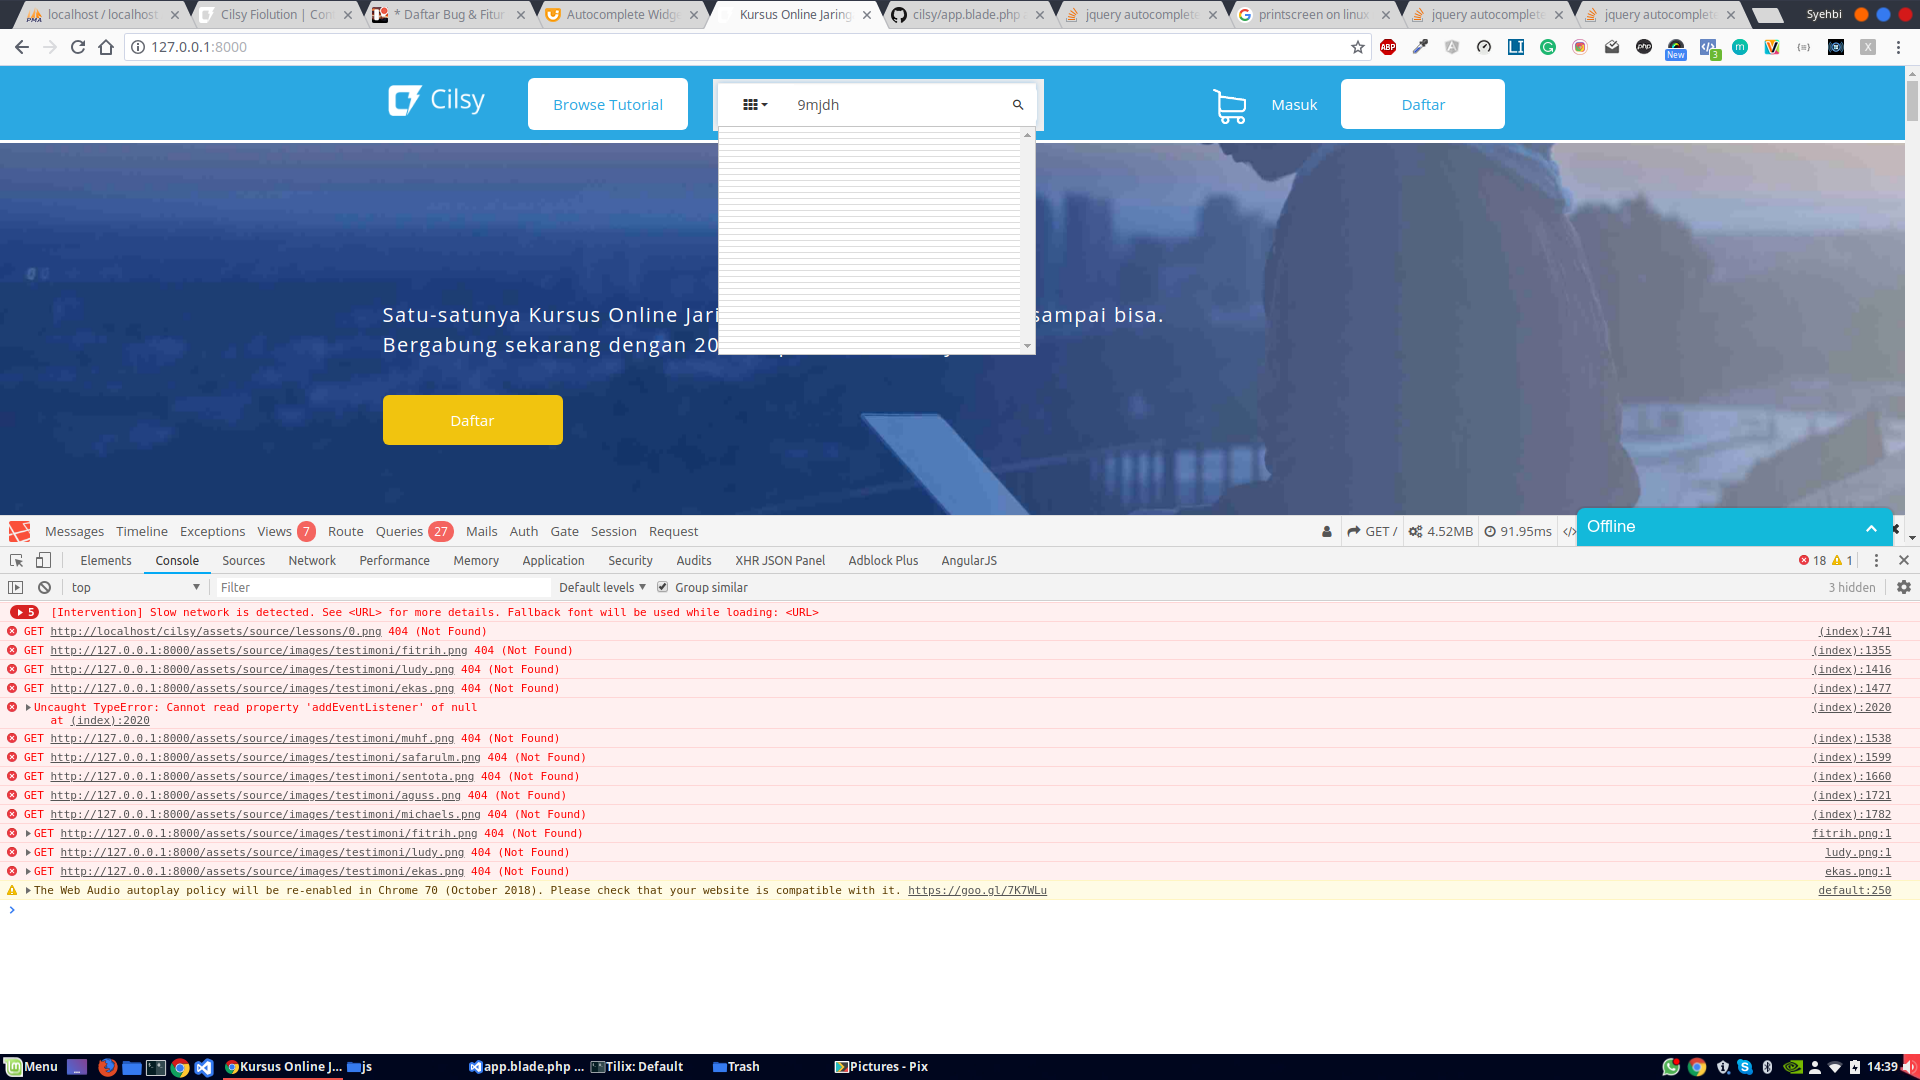 localhost / localhost
Cilsy Fiolution | Con
* Daftar Bug & Fitur
Autocomplete Widge
Kursus Online Jaring
cilsy/app.blade.php
jquery autocomplete
printscreen on linux
jquery autocomplete
jquery autocomplete
Syehbi
127.0.0.1:8000
New
3
Cilsy
Browse Tutorial
9mjdh
Masuk
Daftar
Satu-satunya Kursus Online Jari
sampai bisa.
Bergabung sekarang dengan 20
Daftar
Messages Timeline Exceptions Views 7 Route Queries 27 Mails Auth Gate Session Request
GET / 4.52MB 91.95ms
Offline
Elements Console Sources Network Performance Memory Application Security Audits XHR JSON Panel Adblock Plus AngularJS
18 1
top Filter Default levels Group similar 3 hidden
5 [Intervention] Slow network is detected. See <URL> for more details. Fallback font will be used while loading: <URL>
GET http://localhost/cilsy/assets/source/lessons/0.png 404 (Not Found) (index):741
GET http://127.0.0.1:8000/assets/source/images/testimoni/fitrih.png 404 (Not Found) (index):1355
GET http://127.0.0.1:8000/assets/source/images/testimoni/ludy.png 404 (Not Found) (index):1416
GET http://127.0.0.1:8000/assets/source/images/testimoni/ekas.png 404 (Not Found) (index):1477
Uncaught TypeError: Cannot read property 'addEventListener' of null (index):2020
at (index):2020
GET http://127.0.0.1:8000/assets/source/images/testimoni/muhf.png 404 (Not Found) (index):1538
GET http://127.0.0.1:8000/assets/source/images/testimoni/safarulm.png 404 (Not Found) (index):1599
GET http://127.0.0.1:8000/assets/source/images/testimoni/sentota.png 404 (Not Found) (index):1660
GET http://127.0.0.1:8000/assets/source/images/testimoni/aguss.png 404 (Not Found) (index):1721
GET http://127.0.0.1:8000/assets/source/images/testimoni/michaels.png 404 (Not Found) (index):1782
GET http://127.0.0.1:8000/assets/source/images/testimoni/fitrih.png 404 (Not Found) fitrih.png:1
GET http://127.0.0.1:8000/assets/source/images/testimoni/ludy.png 404 (Not Found) ludy.png:1
GET http://127.0.0.1:8000/assets/source/images/testimoni/ekas.png 404 (Not Found) ekas.png:1
The Web Audio autoplay policy will be re-enabled in Chrome 70 (October 2018). Please check that your website is compatible with it. https://goo.gl/7K7WLu default:250
Menu Kursus Online J... js app.blade.php ... Tilix: Default Trash Pictures - Pix 14:39